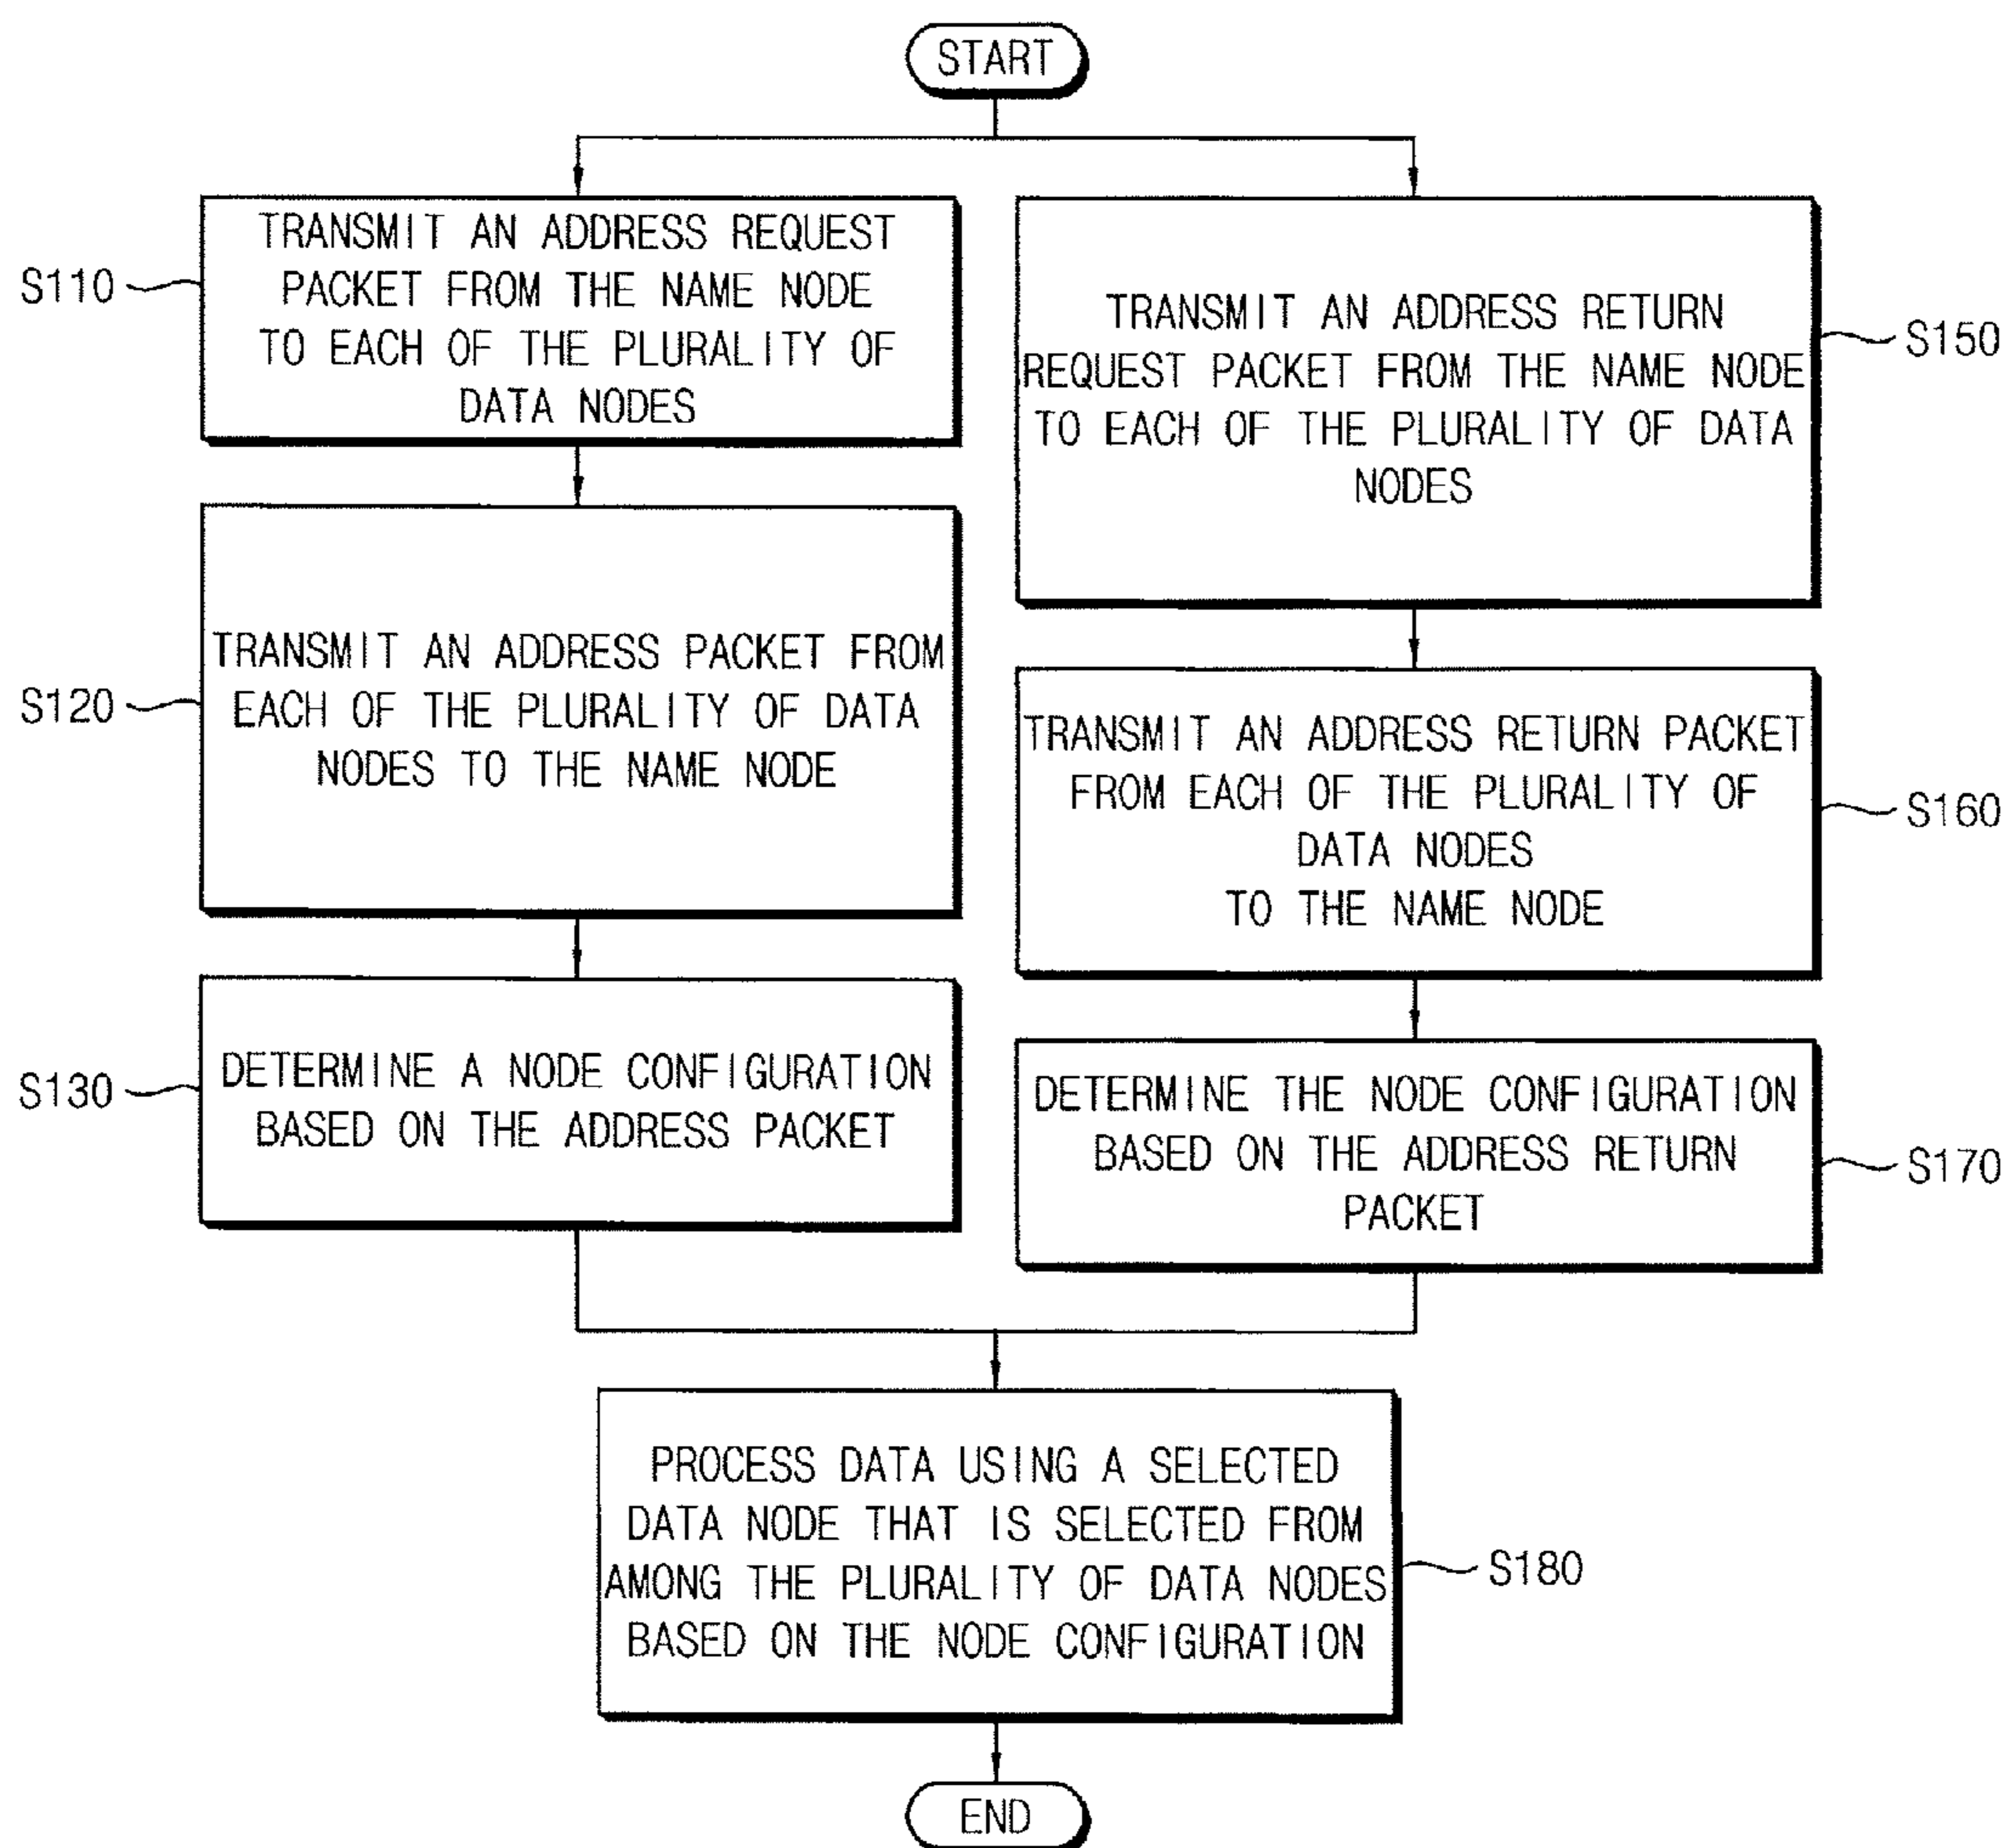 START
S110
TRANSMIT AN ADDRESS REQUEST
PACKET FROM THE NAME NODE
TO EACH OF THE PLURALITY OF
DATA NODES
S120
TRANSMIT AN ADDRESS PACKET FROM
EACH OF THE PLURALITY OF DATA
NODES TO THE NAME NODE
S130
DETERMINE A NODE CONFIGURATION
BASED ON THE ADDRESS PACKET
TRANSMIT AN ADDRESS RETURN
REQUEST PACKET FROM THE NAME NODE
TO EACH OF THE PLURALITY OF DATA
NODES
S150
TRANSMIT AN ADDRESS RETURN PACKET
FROM EACH OF THE PLURALITY OF
DATA NODES
TO THE NAME NODE
S160
DETERMINE THE NODE CONFIGURATION
BASED ON THE ADDRESS RETURN
PACKET
S170
PROCESS DATA USING A SELECTED
DATA NODE THAT IS SELECTED FROM
AMONG THE PLURALITY OF DATA NODES
BASED ON THE NODE CONFIGURATION
S180
END